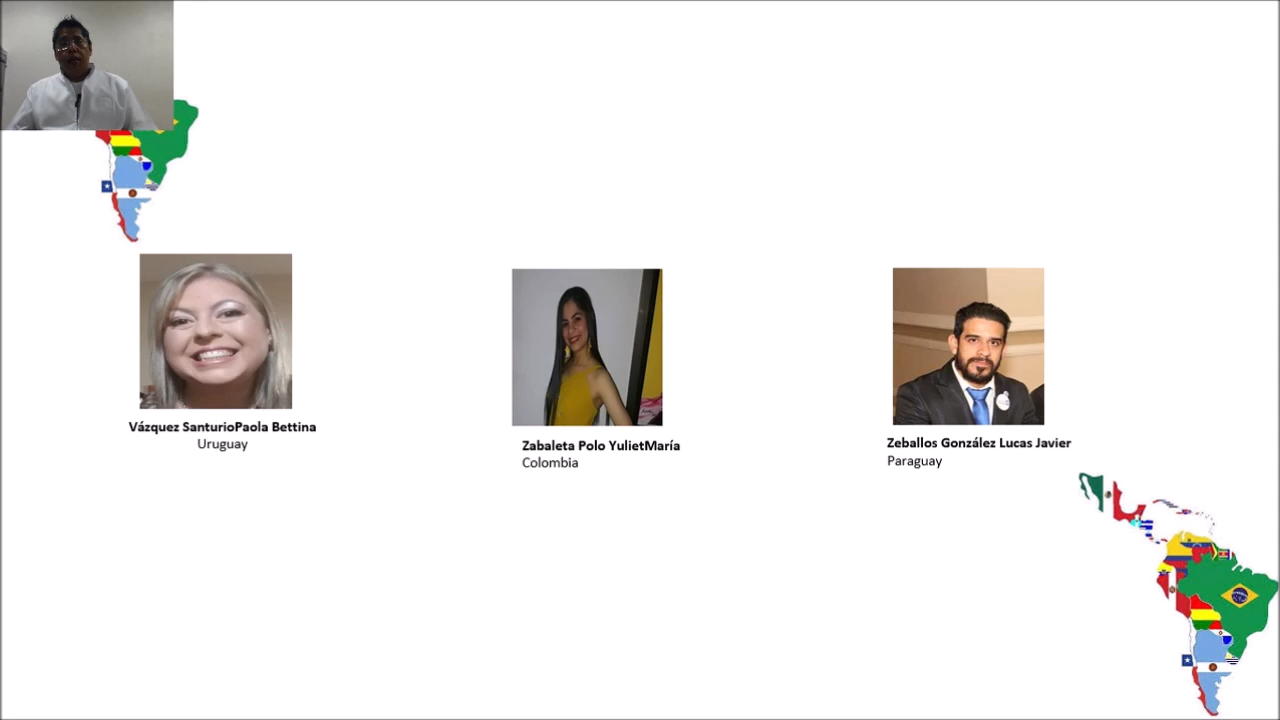 Vázquez SanturioPaola Bettina
Uruguay
Zabaleta Polo YulietMaría
Colombia
Zeballos González Lucas Javier
Paraguay